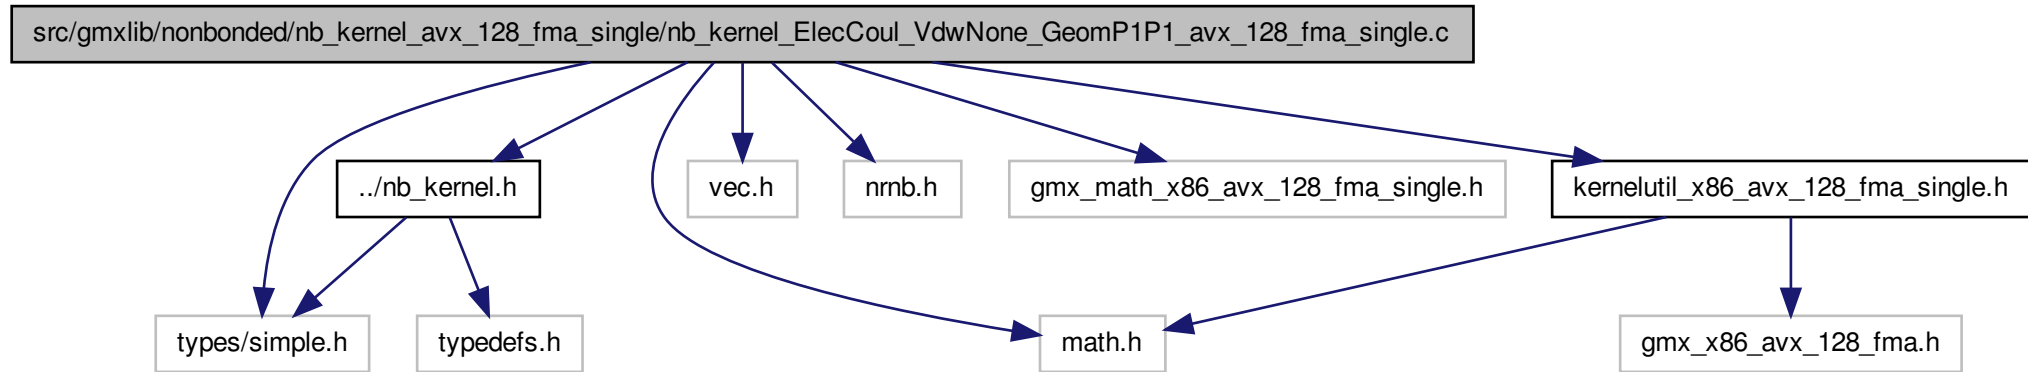 src/gmxlib/nonbonded/nb_kernel_avx_128_fma_single/nb_kernel_ElecCoul_VdwNone_GeomP1P1_avx_128_fma_single.c
../nb_kernel.h
vec.h
nrnb.h
gmx_math_x86_avx_128_fma_single.h
kernelutil_x86_avx_128_fma_single.h
types/simple.h
typedefs.h
math.h
gmx_x86_avx_128_fma.h